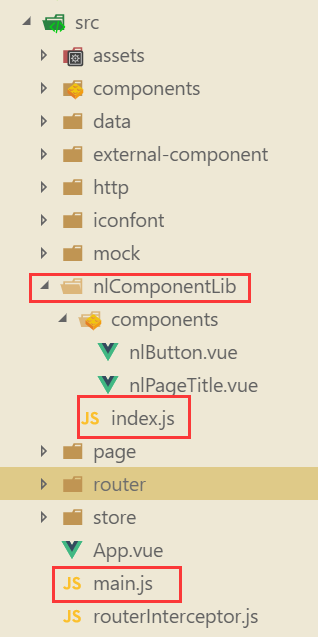 src
assets
components
data
external-component
http
iconfont
mock
nlComponentLib
components
nlButton.vue
nlPageTitle.vue
JS index.js
page
router
store
App.vue
JS main.js
JS routerInterceptor.js